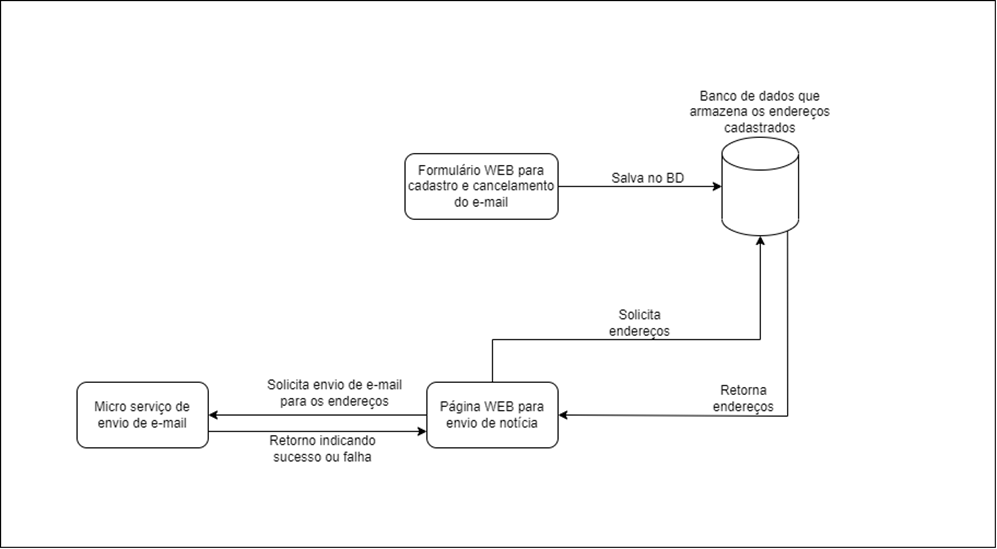 Banco de dados que
armazena os endereços
cadastrados
Formulário WEB para
cadastro e cancelamento
do e-mail
Salva no BD
Solicita
endereços
Solicita envio de e-mail
para os endereços
Retorna
endereços
Micro serviço de
envio de e-mail
Página WEB para
envio de notícia
Retorno indicando
sucesso ou falha